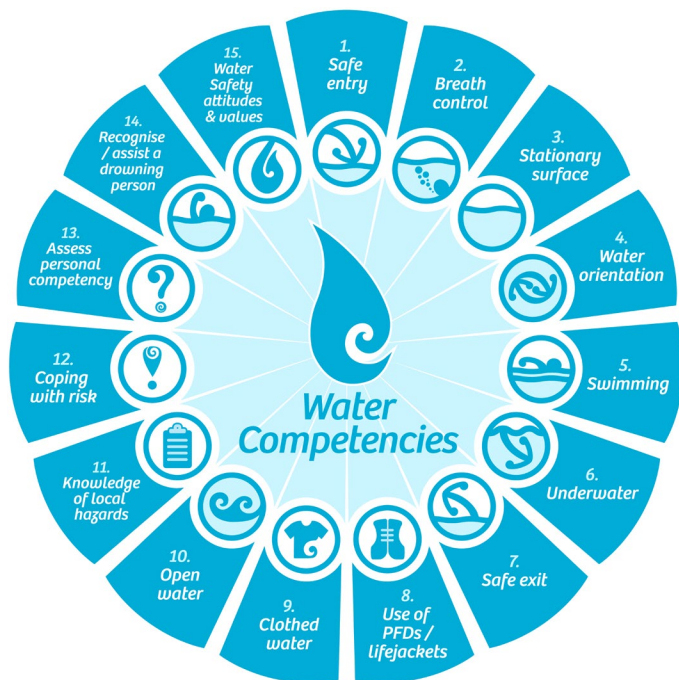 1.
Safe
entry
2.
Breath
control
3.
Stationary
surface
4.
Water
orientation
5.
Swimming
6.
Underwater
7.
Safe exit
8.
Use of
PFDs /
lifejackets
9.
Clothed
water
10.
Open
water
11.
Knowledge
of local
hazards
12.
Coping
with risk
13.
Assess
personal
competency
14.
Recognise
/ assist a
drowning
person
15.
Water
Safety
attitudes
& values
Water
Competencies